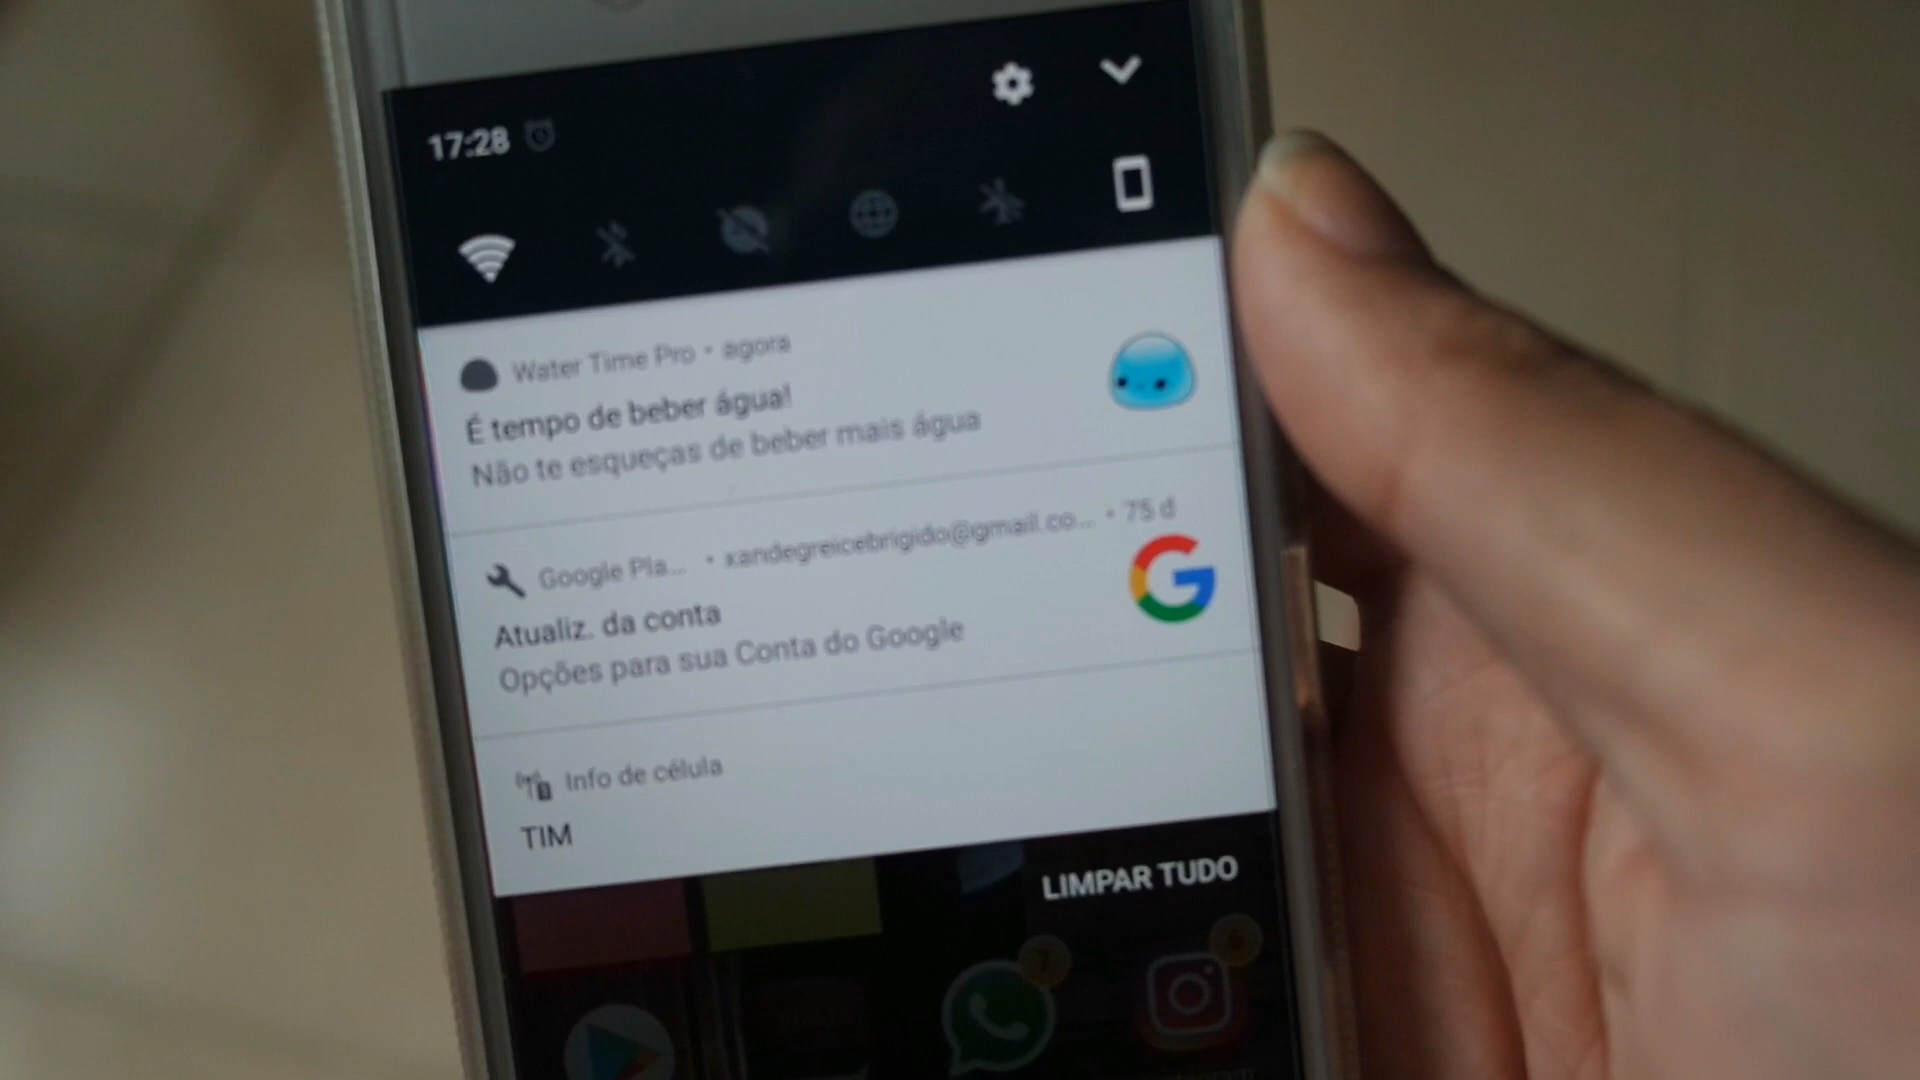 17:28
Water Time Pro • agora
É tempo de beber água!
Não te esqueças de beber mais água
Google Pla... • xandegreicebrigido@gmail.co... • 75 d
Atualiz. da conta
Opções para sua Conta do Google
Info de célula
TIM
LIMPAR TUDO
7
6